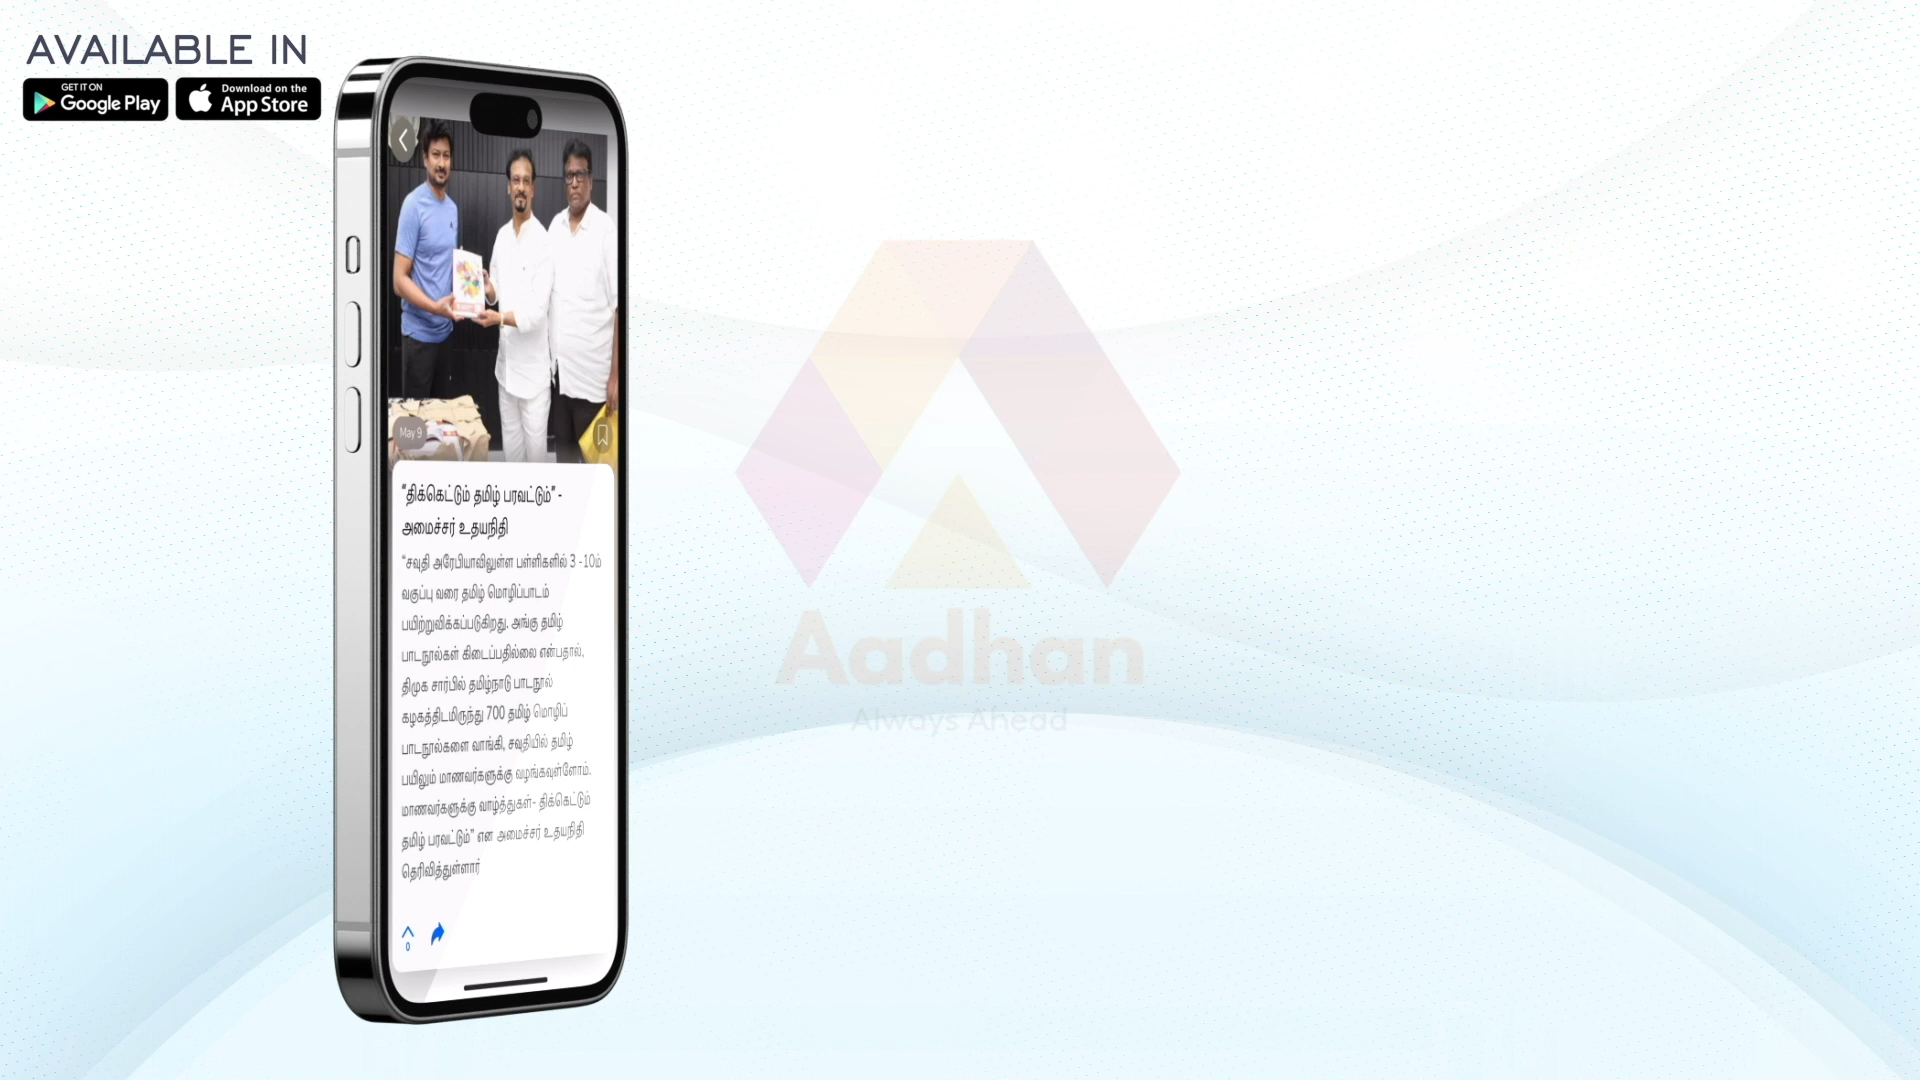 AVAILABLE IN
GET IT ON
Google Play
Download on the
App Store
May 9
"திக்கெட்டும் தமிழ் பரவட்டும்" -
அமைச்சர் உதயநிதி
"சவுதி அரேபியாவிலுள்ள பள்ளிகளில் 3 -10ம்
வகுப்பு வரை தமிழ் மொழிப்பாடம்
பயிற்றுவிக்கப்படுகிறது. அங்கு தமிழ்
பாடநூல்கள் கிடைப்பதில்லை என்பதால்,
திமுக சார்பில் தமிழ்நாடு பாடநூல்
கழகத்திடமிருந்து 700 தமிழ் மொழிப்
பாடநூல்களை வாங்கி, சவுதியில் தமிழ்
பயிலும் மாணவர்களுக்கு வழங்கவுள்ளோம்.
மாணவர்களுக்கு வாழ்த்துகள்- திக்கெட்டும்
தமிழ் பரவட்டும்" என அமைச்சர் உதயநிதி
தெரிவித்துள்ளார்
0
Aadhan
Always Ahead